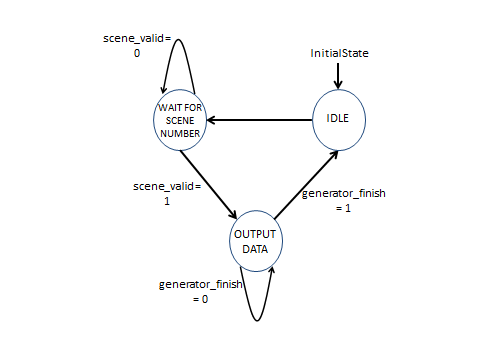 scene_valid=
0
InitialState
WAIT FOR
SCENE
NUMBER
IDLE
scene_valid=
1
generator_finish
= 1
OUTPUT
DATA
generator_finish
= 0